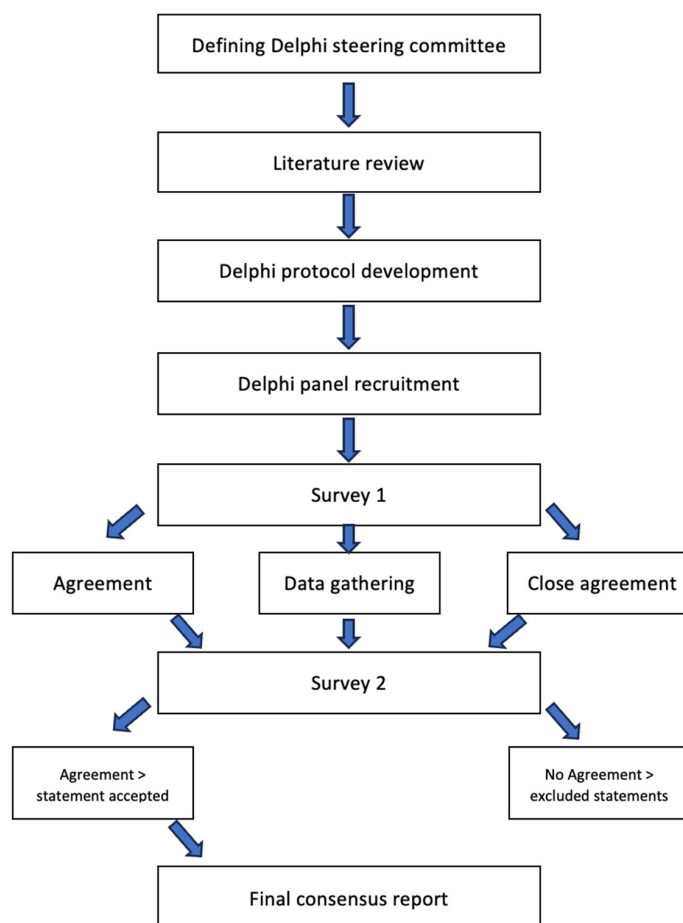 Defining Delphi steering committee
Literature review
Delphi protocol development
Delphi panel recruitment
Survey 1
Agreement
Data gathering
Close agreement
Survey 2
Agreement >
statement accepted
No Agreement >
excluded statements
Final consensus report